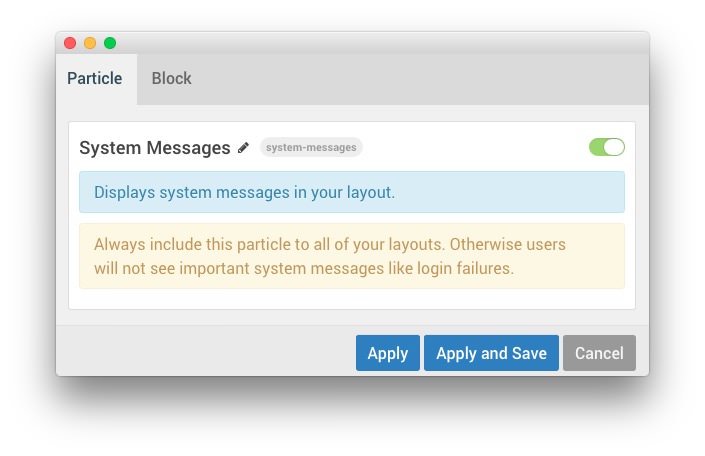 Particle Block
System Messages system-messages
Displays system messages in your layout.
Always include this particle to all of your layouts. Otherwise users
will not see important system messages like login failures.
Apply Apply and Save Cancel